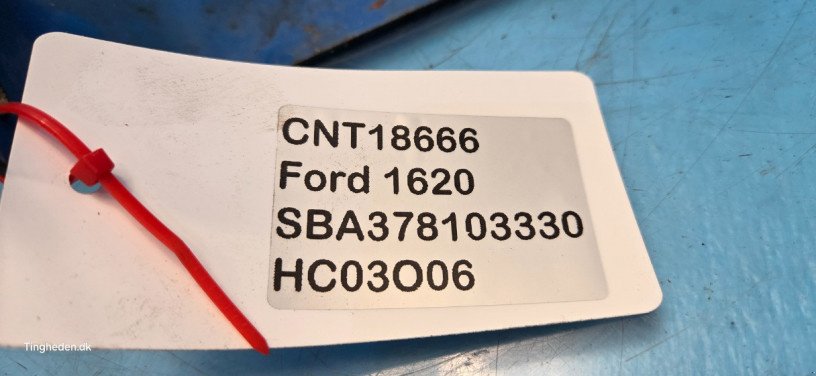 CNT18666
Ford 1620
SBA378103330
HC03O06
Tingheden.dk